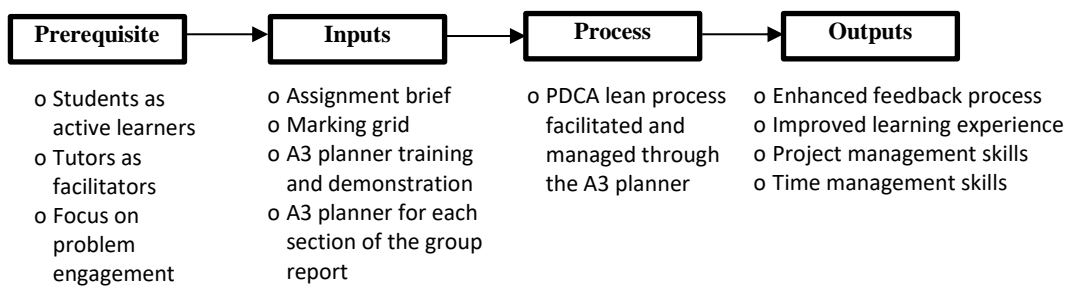 Prerequisite
Inputs
Process
Outputs
o Students as
active learners
o Tutors as
facilitators
o Focus on
problem
engagement
o Assignment brief
o Marking grid
o A3 planner training
and demonstration
o A3 planner for each
section of the group
report
o PDCA lean process
facilitated and
managed through
the A3 planner
o Enhanced feedback process
o Improved learning experience
o Project management skills
o Time management skills